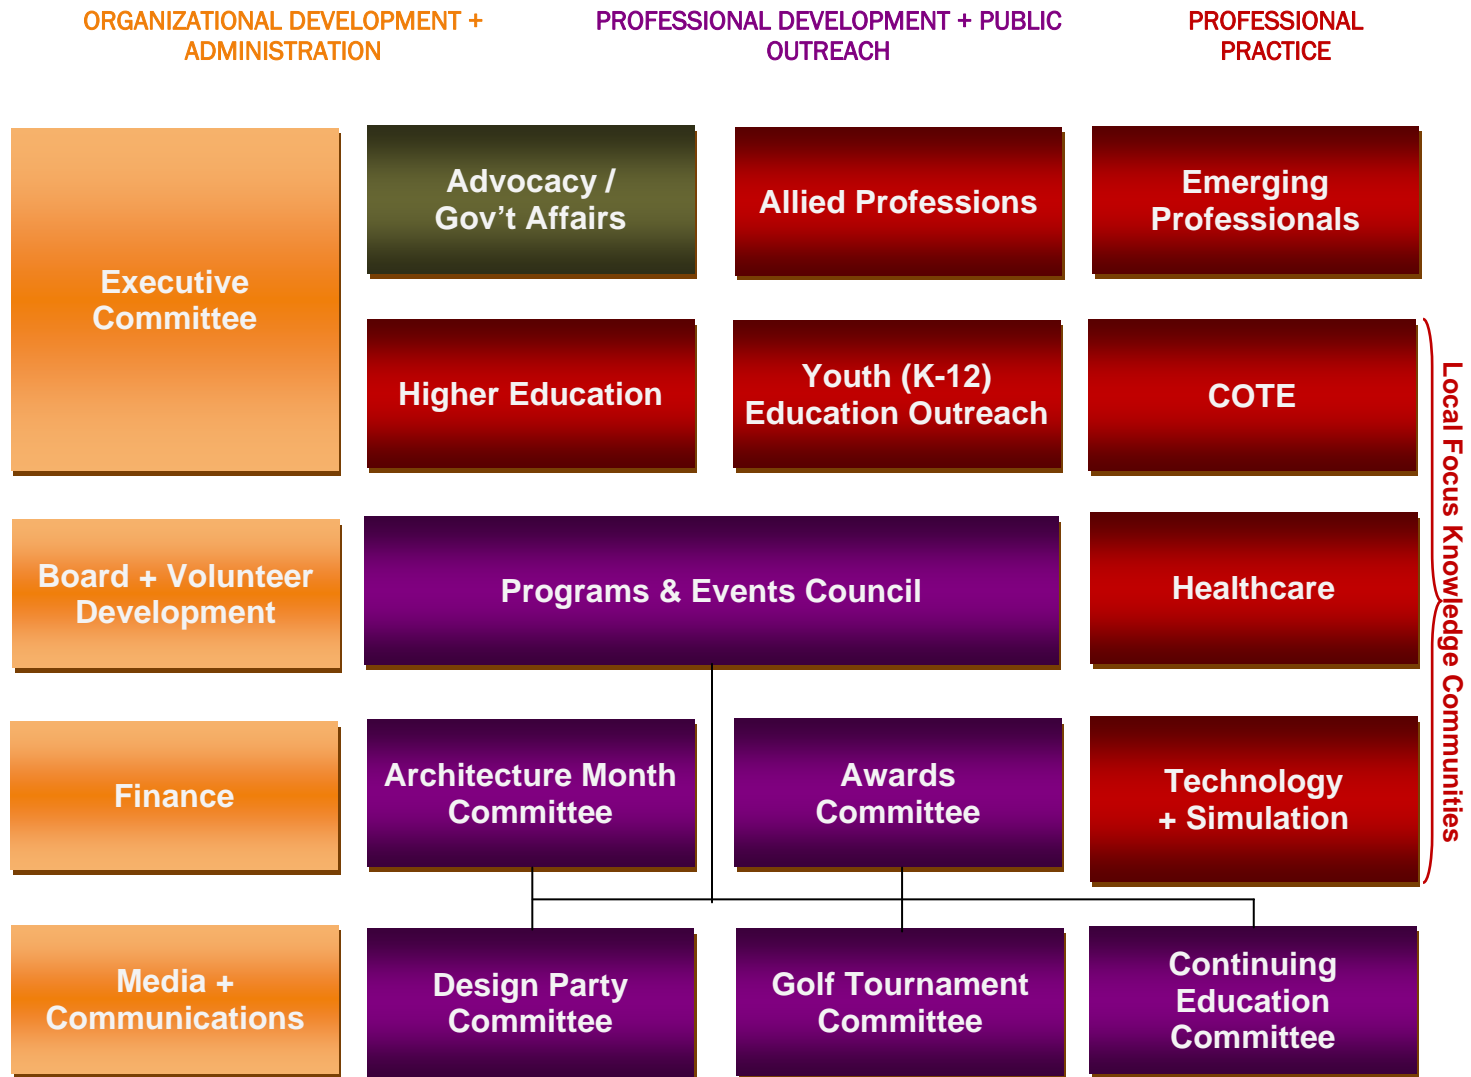 ORGANIZATIONAL DEVELOPMENT +
ADMINISTRATION
PROFESSIONAL DEVELOPMENT + PUBLIC
OUTREACH
PROFESSIONAL
PRACTICE
Executive
Committee
Advocacy /
Gov’t Affairs
Allied Professions
Emerging
Professionals
Higher Education
Youth (K-12)
Education Outreach
COTE
Local Focus Knowledge Communities
Board + Volunteer
Development
Programs & Events Council
Healthcare
Finance
Architecture Month
Committee
Awards
Committee
Technology
+ Simulation
Media +
Communications
Design Party
Committee
Golf Tournament
Committee
Continuing
Education
Committee